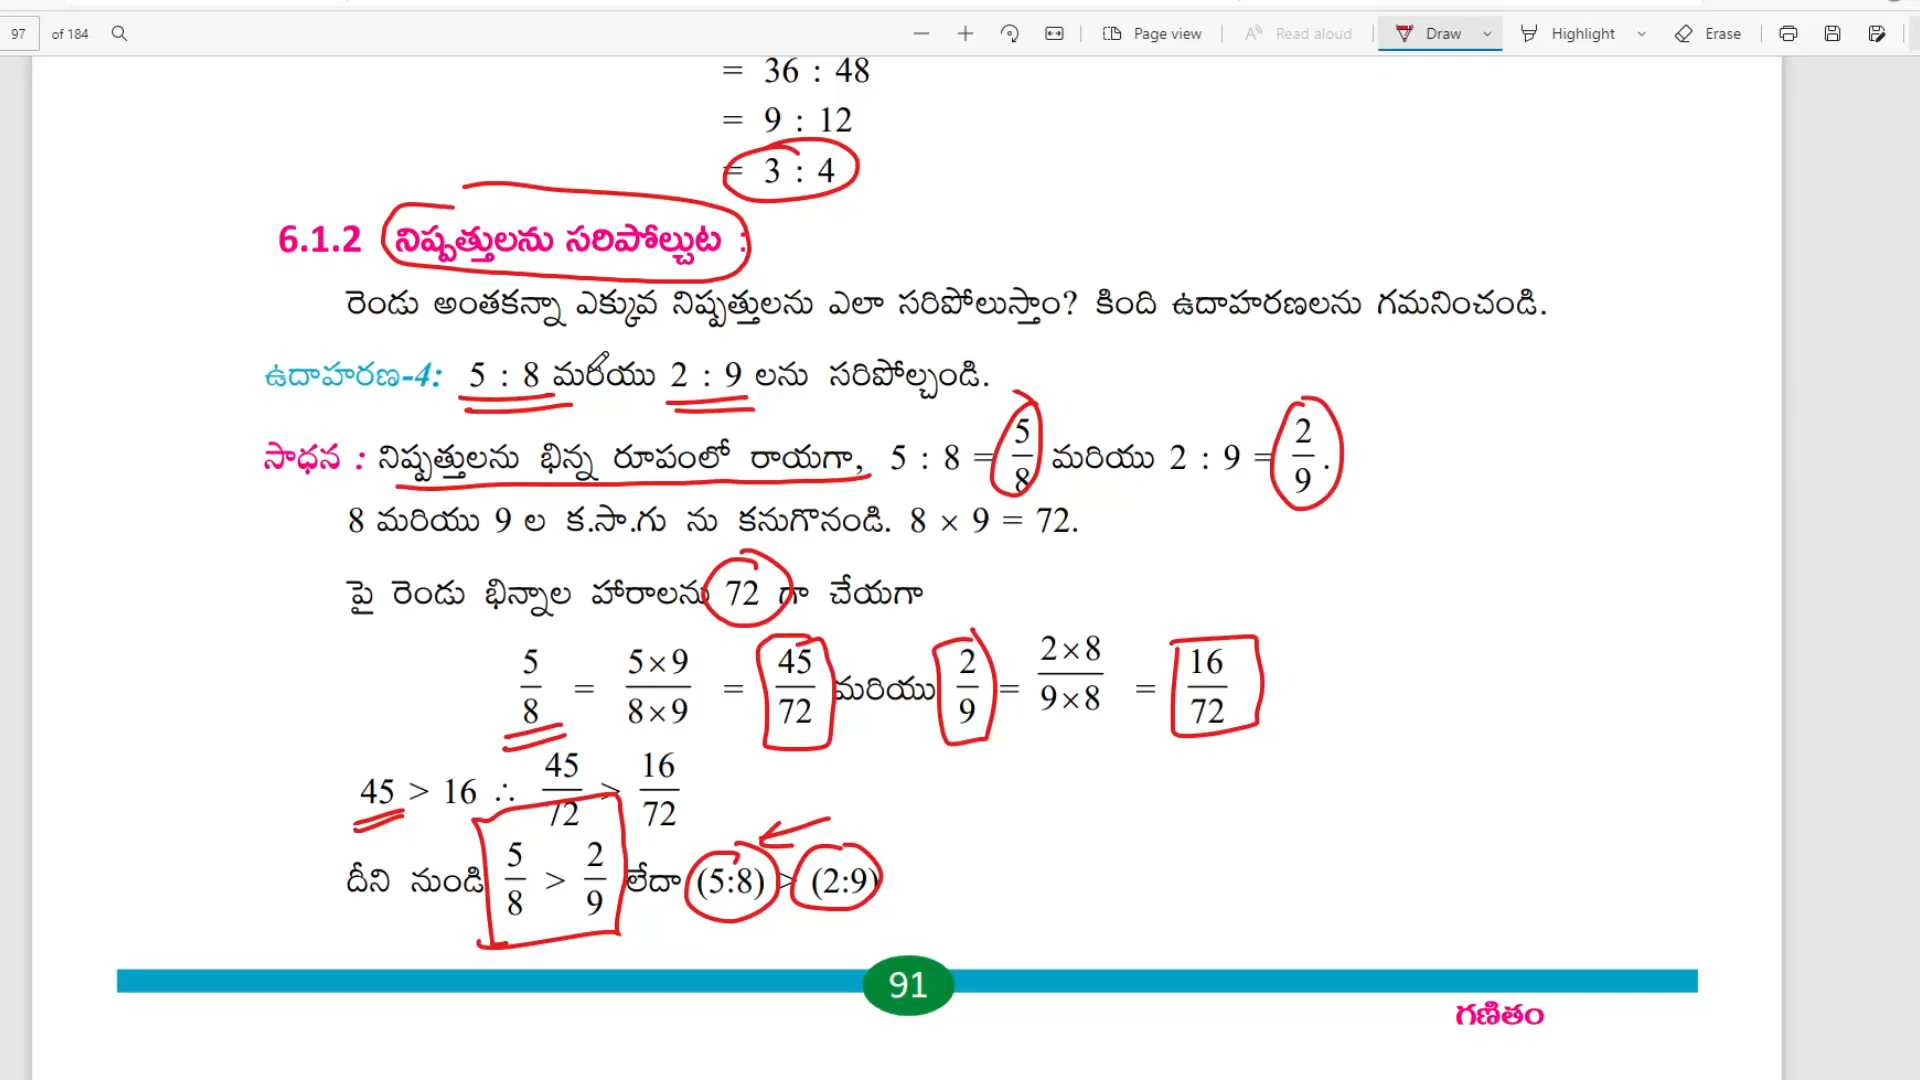 97 of 184 Page view Read aloud Draw Highlight Erase
= 36 : 48
= 9 : 12
= 3 : 4
6.1.2 నిష్పత్తులను సరిపోల్చుట :
రెండు అంతకన్నా ఎక్కువ నిష్పత్తులను ఎలా సరిపోలుస్తాం? కింది ఉదాహరణలను గమనించండి.
ఉదాహరణ-4: 5 : 8 మరియు 2 : 9 లను సరిపోల్చండి.
సాధన : నిష్పత్తులను భిన్న రూపంలో రాయగా, 5 : 8 = 5/8 మరియు 2 : 9 = 2/9 .
8 మరియు 9 ల క.సా.గు ను కనుగొనండి. 8 × 9 = 72.
పై రెండు భిన్నాల హారాలను 72 గా చేయగా
5/8 = 5×9/8×9 = 45/72 మరియు 2/9 = 2×8/9×8 = 16/72
45 > 16 ∴ 45/72 > 16/72
దీని నుండి 5/8 > 2/9 లేదా (5:8) > (2:9)
91
గణితం